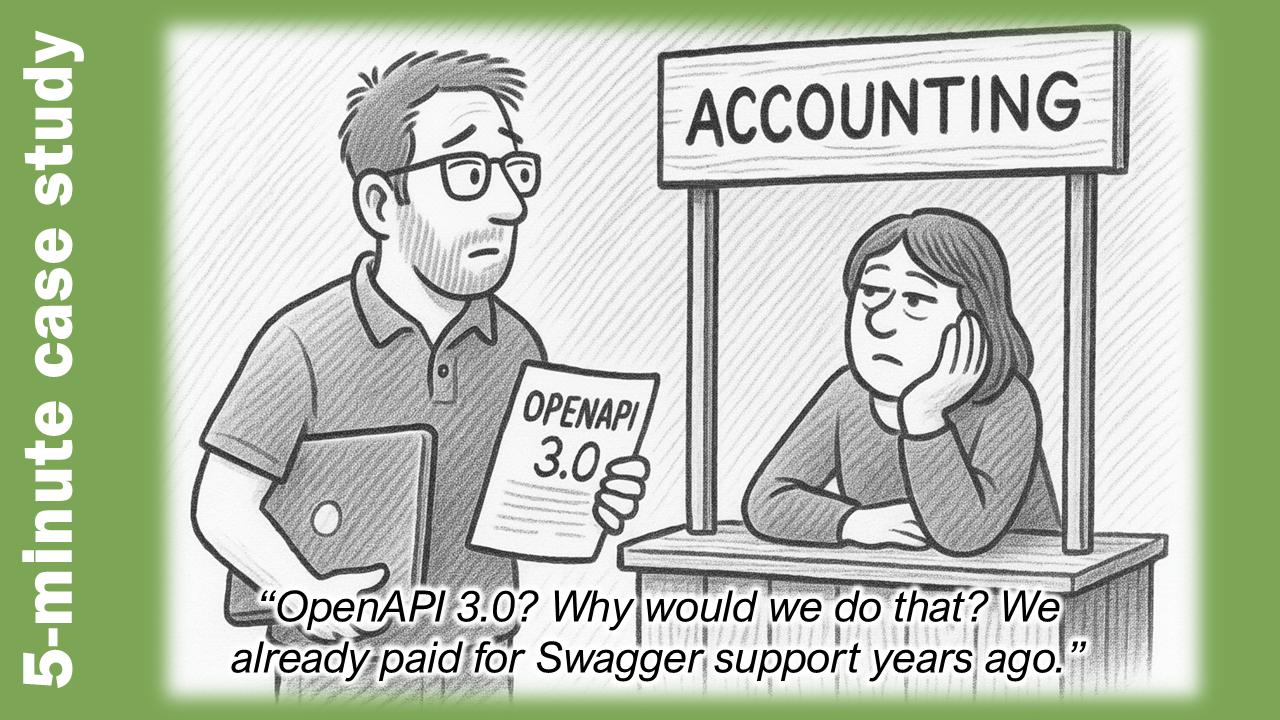 5-minute case study
ACCOUNTING
OPENAPI
3.0
“OpenAPI 3.0? Why would we do that? We
already paid for Swagger support years ago.”